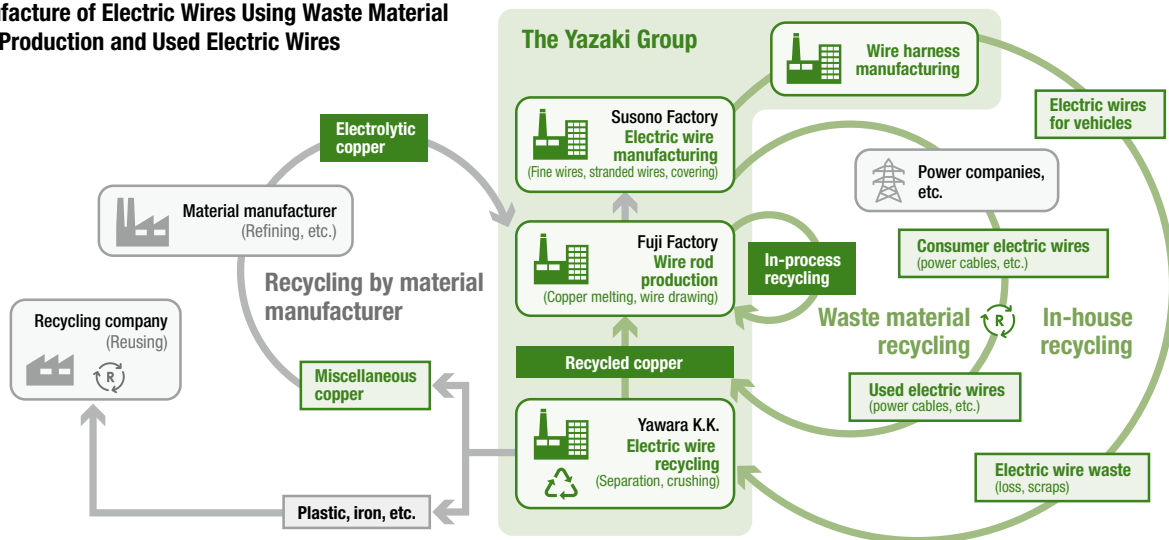 ufacture of Electric Wires Using Waste Material
Production and Used Electric Wires
The Yazaki Group
Wire harness
manufacturing
Susono Factory
Electric wire
manufacturing
(Fine wires, stranded wires, covering)
Electric wires
for vehicles
Electrolytic
copper
Power companies,
etc.
Material manufacturer
(Refining, etc.)
Fuji Factory
Wire rod
production
(Copper melting, wire drawing)
In-process
recycling
Consumer electric wires
(power cables, etc.)
Recycling by material
manufacturer
Waste material
recycling
R
In-house
recycling
Recycling company
(Reusing)
R
Recycled copper
Miscellaneous
copper
Used electric wires
(power cables, etc.)
Yawara K.K.
Electric wire
recycling
(Separation, crushing)
Electric wire waste
(loss, scraps)
Plastic, iron, etc.